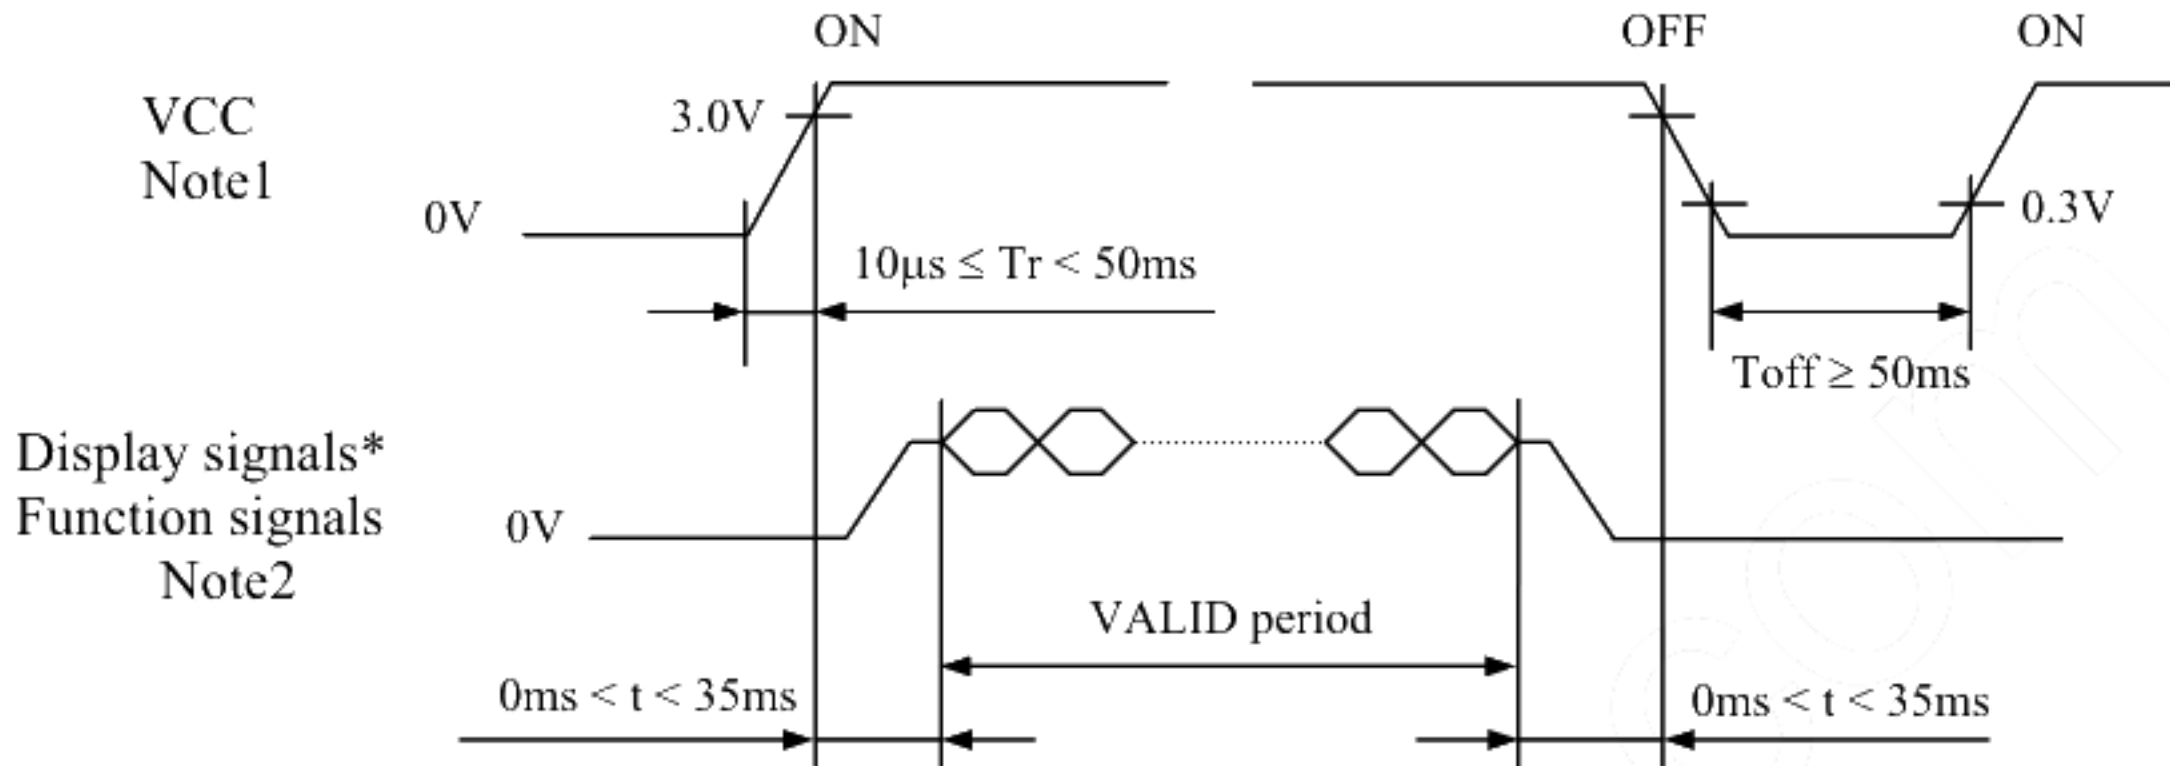 ON OFF ON
VCC
Note1
3.0V
0V
0.3V
10μs ≤ Tr < 50ms
Toff ≥ 50ms
Display signals*
Function signals
Note2
0V
VALID period
0ms < t < 35ms
0ms < t < 35ms
com